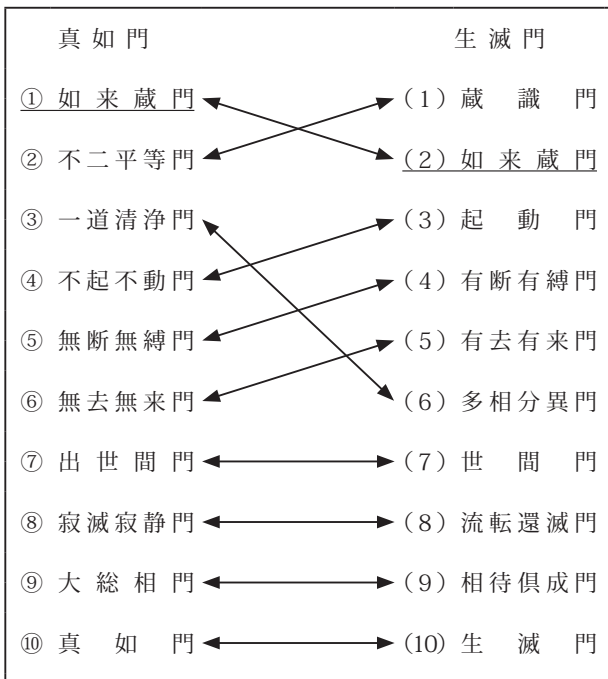 真如門 生滅門
① 如来蔵門 (1) 蔵識門
② 不二平等門 (2) 如来蔵門
③ 一道清浄門 (3) 起動門
④ 不起不動門 (4) 有断有縛門
⑤ 無断無縛門 (5) 有去有来門
⑥ 無去無来門 (6) 多相分異門
⑦ 出世間門 (7) 世間門
⑧ 寂滅寂静門 (8) 流転還滅門
⑨ 大総相門 (9) 相待俱成門
⑩ 真如門 (10) 生滅門